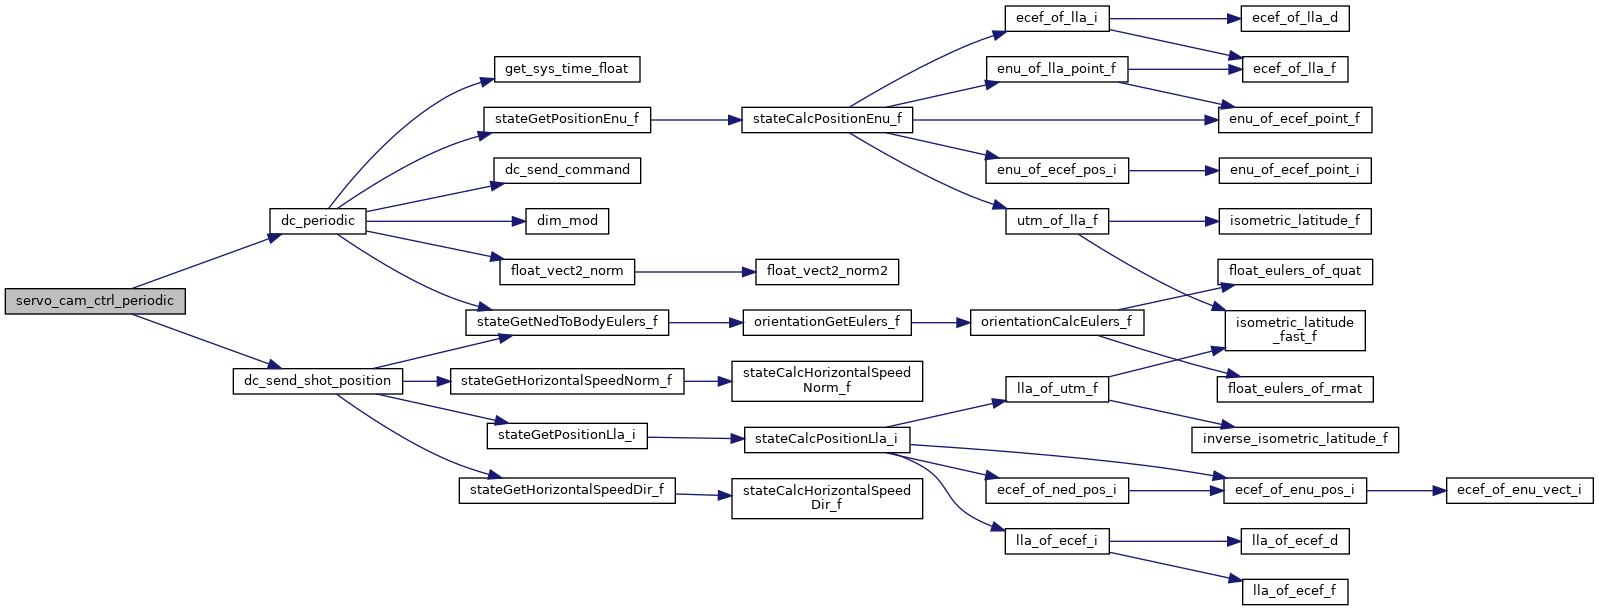 servo_cam_ctrl_periodic
dc_periodic
dc_send_shot_position
get_sys_time_float
stateGetPositionEnu_f
dc_send_command
dim_mod
float_vect2_norm
stateGetNedToBodyEulers_f
stateGetHorizontalSpeedNorm_f
stateGetPositionLla_i
stateGetHorizontalSpeedDir_f
stateCalcPositionEnu_f
float_vect2_norm2
orientationGetEulers_f
stateCalcHorizontalSpeed
Norm_f
stateCalcPositionLla_i
stateCalcHorizontalSpeed
Dir_f
ecef_of_lla_i
enu_of_lla_point_f
enu_of_ecef_pos_i
utm_of_lla_f
orientationCalcEulers_f
lla_of_utm_f
ecef_of_ned_pos_i
lla_of_ecef_i
ecef_of_lla_d
ecef_of_lla_f
enu_of_ecef_point_f
enu_of_ecef_point_i
isometric_latitude_f
float_eulers_of_quat
isometric_latitude
_fast_f
float_eulers_of_rmat
inverse_isometric_latitude_f
ecef_of_enu_pos_i
lla_of_ecef_d
lla_of_ecef_f
ecef_of_enu_vect_i